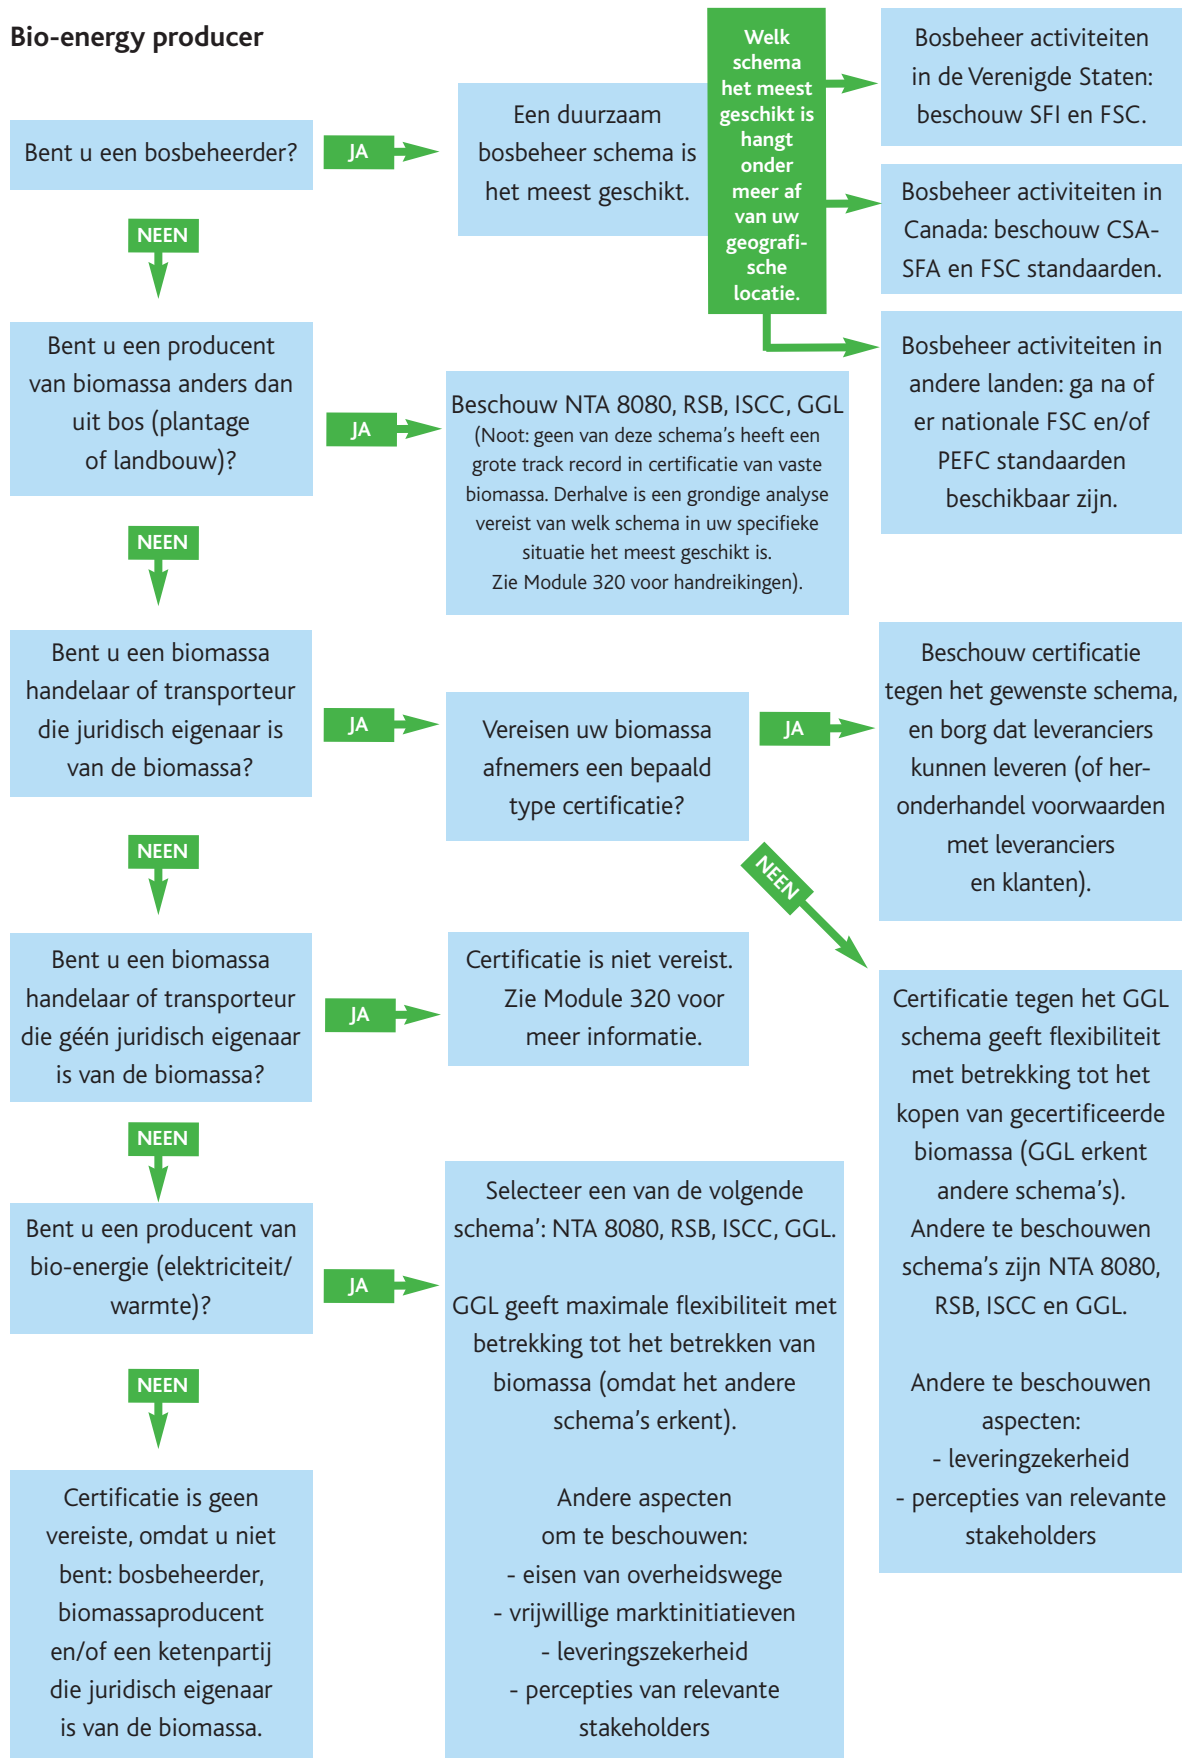 Bio-energy producer
Bent u een bosbeheerder?
JA
Een duurzaam
bosbeheer schema is
het meest geschikt.
Welk
schema
het meest
geschikt is
hangt
onder
meer af
van uw
geografi-
sche
locatie.
Bosbeheer activiteiten
in de Verenigde Staten:
beschouw SFI en FSC.
Bosbeheer activiteiten in
Canada: beschouw CSA-
SFA en FSC standaarden.
Bosbeheer activiteiten in
andere landen: ga na of
er nationale FSC en/of
PEFC standaarden
beschikbaar zijn.
NEEN
Bent u een producent
van biomassa anders dan
uit bos (plantage
of landbouw)?
JA
Beschouw NTA 8080, RSB, ISCC, GGL
(Noot: geen van deze schema's heeft een
grote track record in certificatie van vaste
biomassa. Derhalve is een grondige analyse
vereist van welk schema in uw specifieke
situatie het meest geschikt is.
Zie Module 320 voor handreikingen).
NEEN
Bent u een biomassa
handelaar of transporteur
die juridisch eigenaar is
van de biomassa?
JA
Vereisen uw biomassa
afnemers een bepaald
type certificatie?
JA
Beschouw certificatie
tegen het gewenste schema,
en borg dat leveranciers
kunnen leveren (of her-
onderhandel voorwaarden
met leveranciers
en klanten).
NEEN
Certificatie tegen het GGL
schema geeft flexibiliteit
met betrekking tot het
kopen van gecertificeerde
biomassa (GGL erkent
andere schema's).
Andere te beschouwen
schema's zijn NTA 8080,
RSB, ISCC en GGL.
Andere te beschouwen
aspecten:
- leveringzekerheid
- percepties van relevante
stakeholders
NEEN
Bent u een biomassa
handelaar of transporteur
die géén juridisch eigenaar
is van de biomassa?
JA
Certificatie is niet vereist.
Zie Module 320 voor
meer informatie.
NEEN
Bent u een producent van
bio-energie (elektriciteit/
warmte)?
JA
Selecteer een van de volgende
schema': NTA 8080, RSB, ISCC, GGL.
GGL geeft maximale flexibiliteit met
betrekking tot het betrekken van
biomassa (omdat het andere
schema's erkent).
Andere aspecten
om te beschouwen:
- eisen van overheidswege
- vrijwillige marktinitiatieven
- leveringszekerheid
- percepties van relevante
stakeholders
NEEN
Certificatie is geen
vereiste, omdat u niet
bent: bosbeheerder,
biomassaproducent
en/of een ketenpartij
die juridisch eigenaar
is van de biomassa.